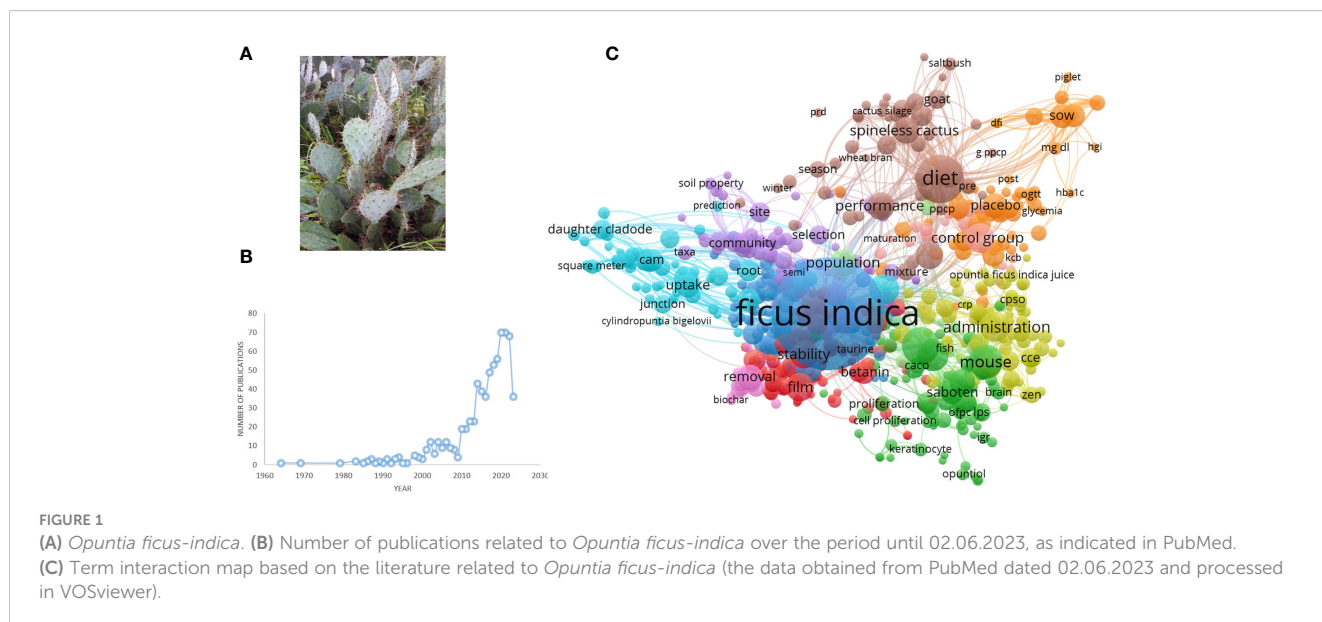 A
B
NUMBER OF PUBLICATIONS
80
70
60
50
40
30
20
10
0
1960 1970 1980 1990 2000 2010 2020 2030
YEAR
C
saltbush
piglet
goat
cactus silage
prd
sow
dfi
spineless cactus
wheat bran
g ppcp
mg dl
hgi
season
diet
pre
post
hba1c
soil property
winter
ogtt
prediction
site
performance
ppcp
placebo
glycemia
daughter cladode
selection
maturation
control group
community
taxa
kcb
square meter
cam
root
semi
population
mixture
opuntia ficus indica juice
uptake
junction
crp
cpso
cylindropuntia bigelovii
ficus indica
administration
stability
taurine
fish
mouse
cce
caco
removal
film
betanin
saboten
brain
zen
biochar
proliferation
ofpc lps
cell proliferation
igr
keratinocyte
opuntiol
FIGURE 1
(A) Opuntia ficus-indica. (B) Number of publications related to Opuntia ficus-indica over the period until 02.06.2023, as indicated in PubMed.
(C) Term interaction map based on the literature related to Opuntia ficus-indica (the data obtained from PubMed dated 02.06.2023 and processed
in VOSviewer).